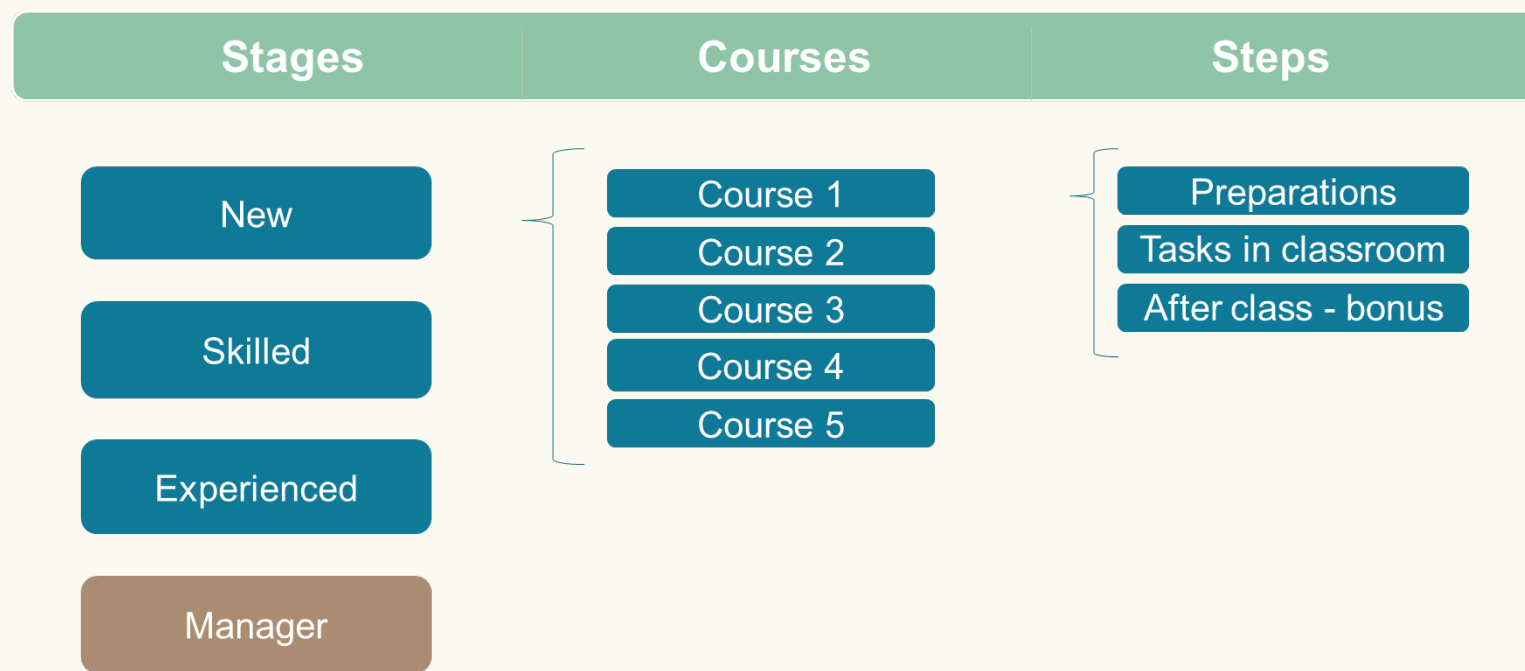 Stages
Courses
Steps
New
Skilled
Experienced
Manager
Course 1
Course 2
Course 3
Course 4
Course 5
Preparations
Tasks in classroom
After class - bonus